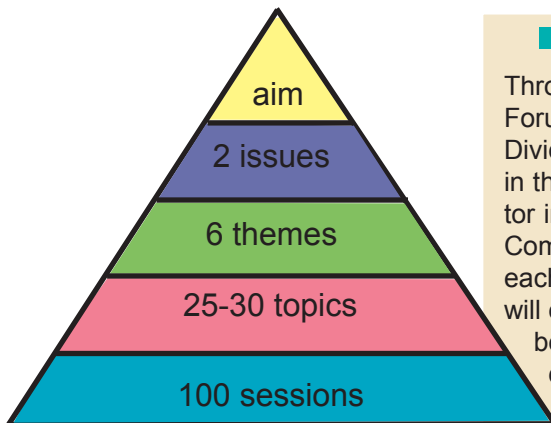 aim
2 issues
6 themes
25-30 topics
100 sessions
Thro
Foru
Divi
in th
tor i
Com
each
will
be